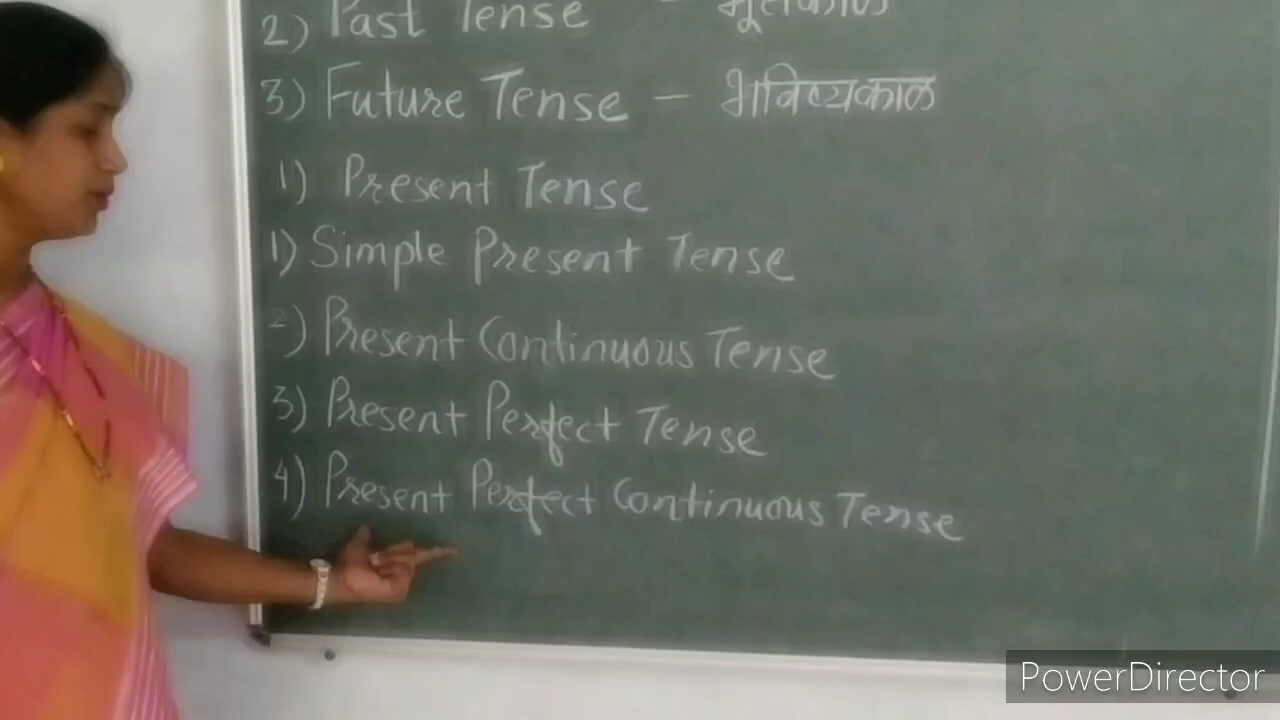 2) Past Tense - भूतकाळ
3) Future Tense - भविष्यकाळ
1) Present Tense
1) Simple Present Tense
2) Present Continuous Tense
3) Present Perfect Tense
4) Present Perfect Continuous Tense
PowerDirector